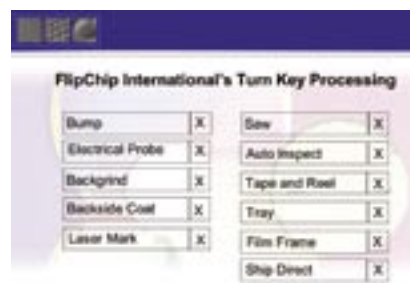 FlipChip International's Turn Key Processing
Bump X
Electrical Probe X
Backgrind X
Backside Coat X
Laser Mark X
Saw X
Auto Inspect X
Tape and Reel X
Tray X
Film Frame X
Ship Direct X